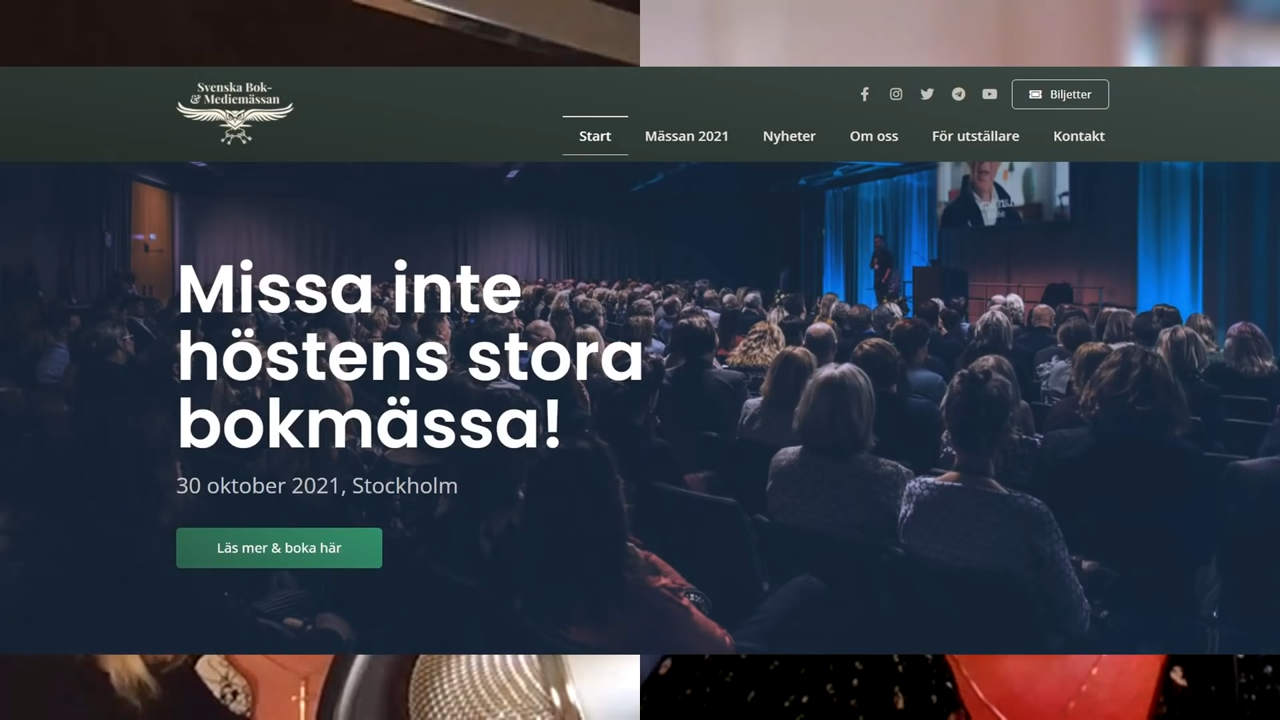 Svenska Bok-
& Mediemässan
Biljetter
Start
Mässan 2021
Nyheter
Om oss
För utställare
Kontakt
Missa inte
höstens stora
bokmässa!
30 oktober 2021, Stockholm
Läs mer & boka här